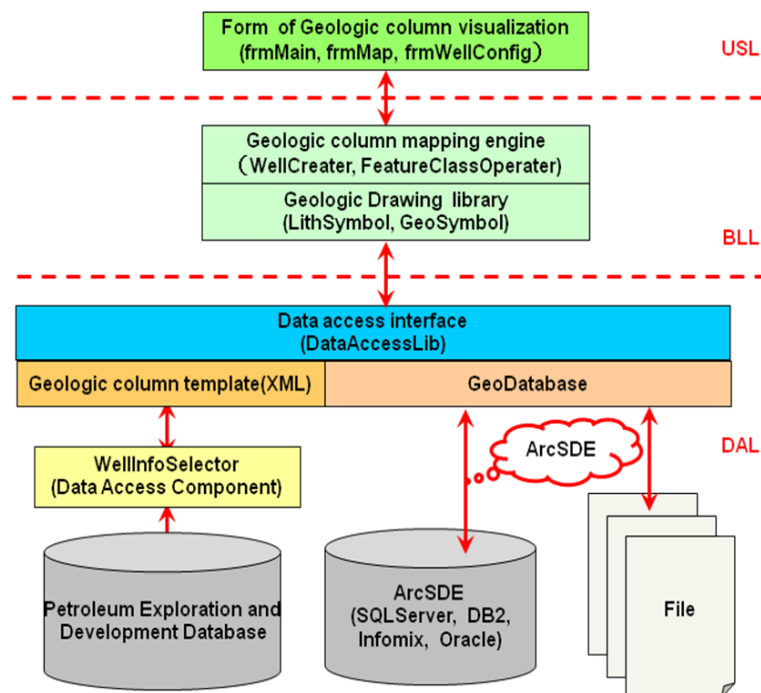 Form of Geologic column visualization
(frmMain, frmMap, frmWellConfig）
USL
Geologic column mapping engine
（WellCreater, FeatureClassOperater)
Geologic Drawing library
(LithSymbol, GeoSymbol)
BLL
Data access interface
(DataAccessLib)
Geologic column template(XML)
GeoDatabase
ArcSDE
DAL
WellInfoSelector
(Data Access Component)
Petroleum Exploration and
Development Database
ArcSDE
(SQLServer, DB2,
Infomix, Oracle)
File